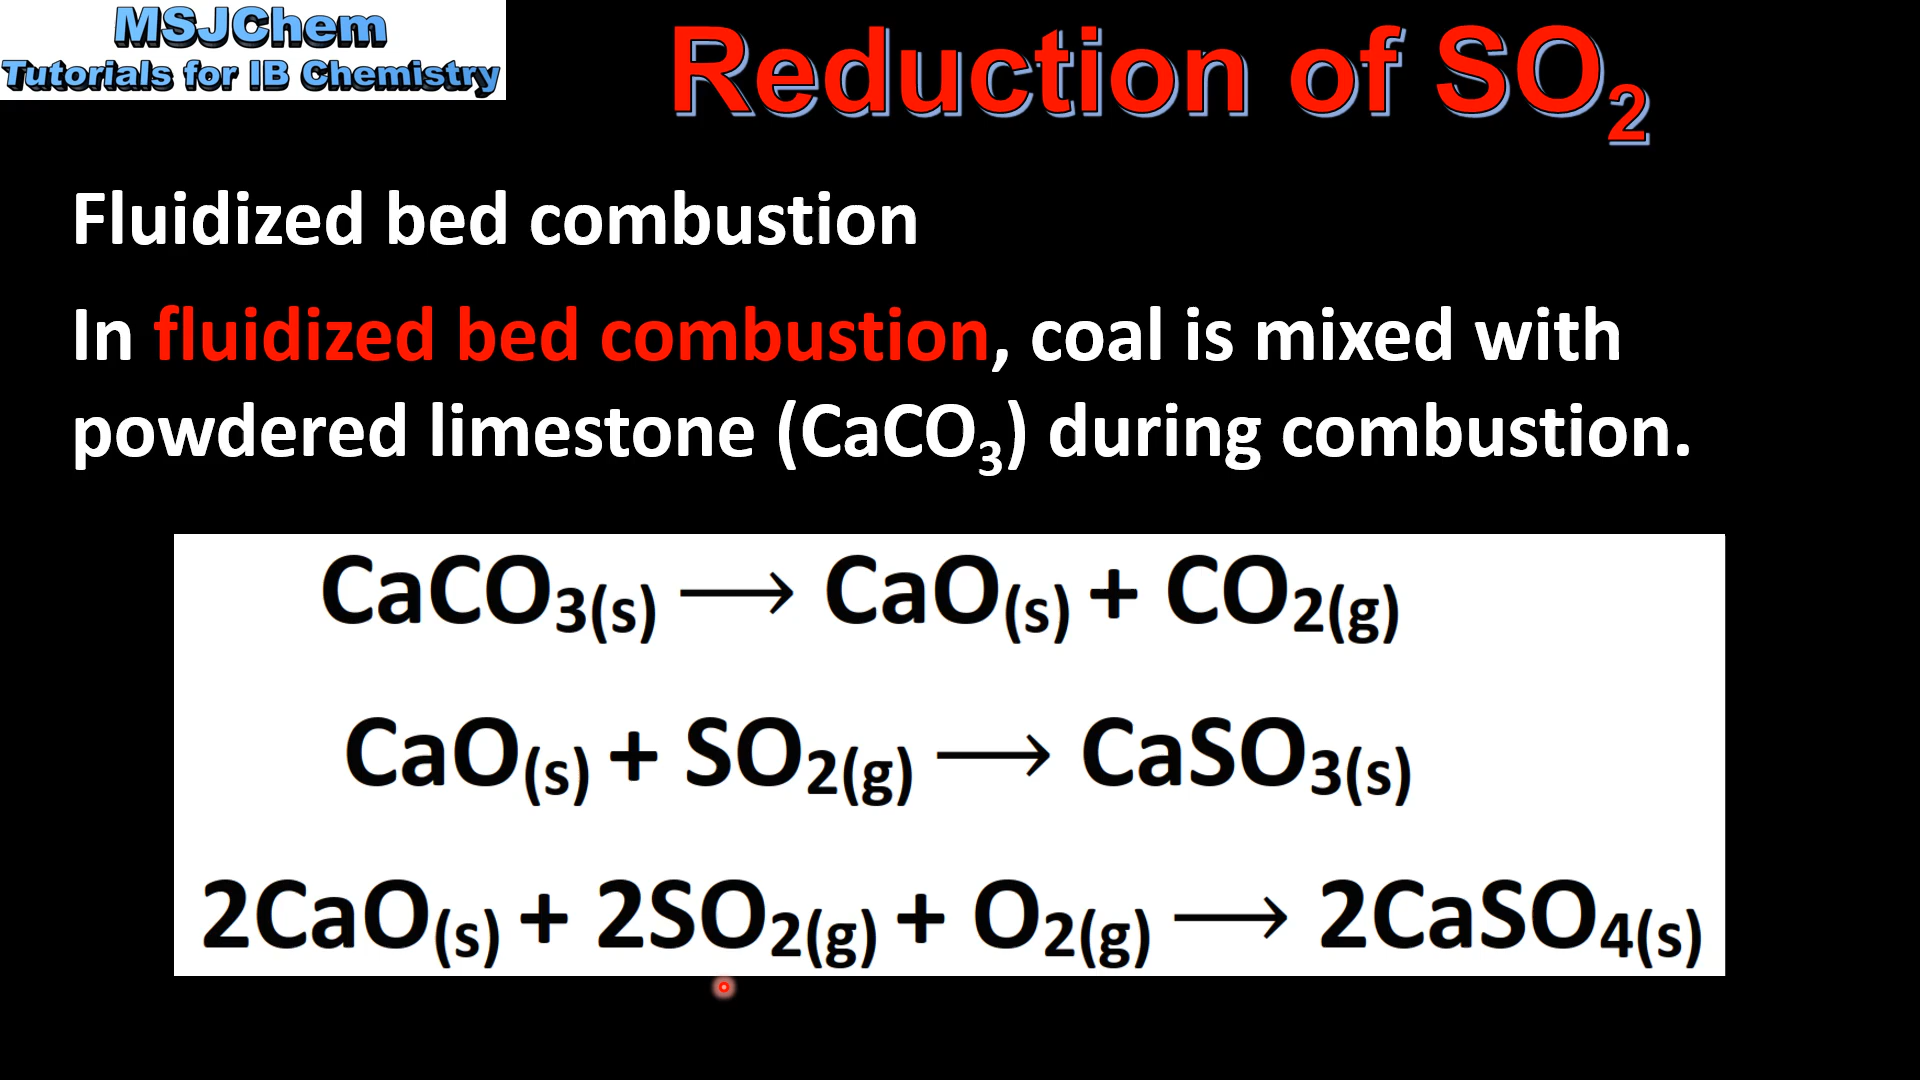 MSJChem
Tutorials for IB Chemistry
Reduction of SO₂
Fluidized bed combustion
In fluidized bed combustion, coal is mixed with
powdered limestone (CaCO₃) during combustion.
CaCO₃₍s₎ ⟶ CaO₍s₎ + CO₂₍g₎
CaO₍s₎ + SO₂₍g₎ ⟶ CaSO₃₍s₎
2CaO₍s₎ + 2SO₂₍g₎ + O₂₍g₎ ⟶ 2CaSO₄₍s₎